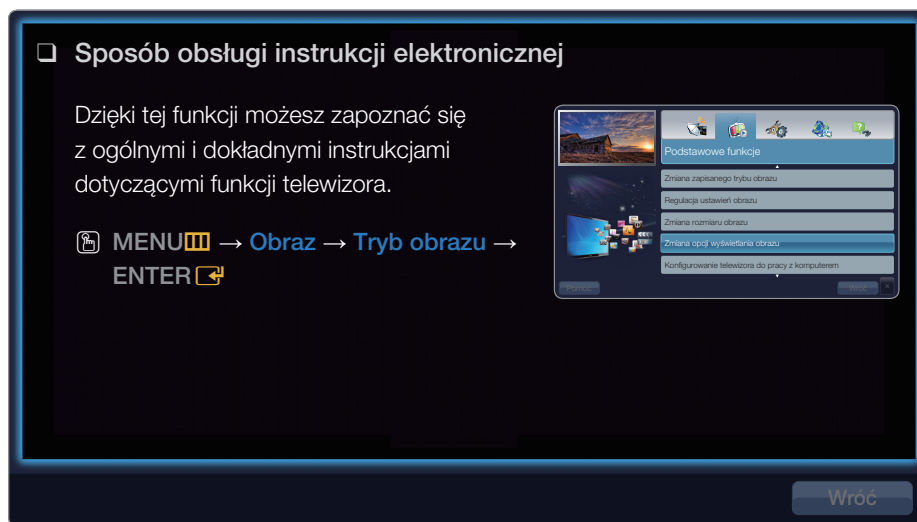 ❏ Sposób obsługi instrukcji elektronicznej
Dzięki tej funkcji możesz zapoznać się
z ogólnymi i dokładnymi instrukcjami
dotyczącymi funkcji telewizora.
MENU → Obraz → Tryb obrazu →
ENTER
Podstawowe funkcje
Zmiana zapisanego trybu obrazu
Regulacja ustawień obrazu
Zmiana rozmiaru obrazu
Zmiana opcji wyświetlania obrazu
Konfigurowanie telewizora do pracy z komputerem
Pomoc
Wróć
Wróć